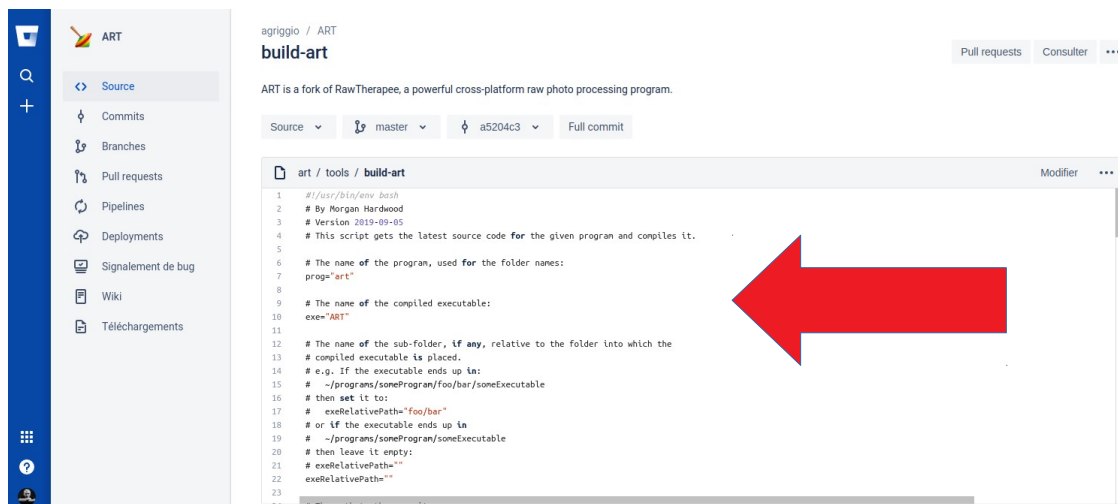 agriggio / ART
ART
build-art
Pull requests
Consulter
Source
Commits
Branches
Pull requests
Pipelines
Deployments
Signalement de bug
Wiki
Téléchargements
ART is a fork of RawTherapee, a powerful cross-platform raw photo processing program.
Source
master
a5204c3
Full commit
art / tools / build-art
Modifier
1 #!/usr/bin/env bash
2 # By Morgan Hardwood
3 # Version 2019-09-05
4 # This script gets the latest source code for the given program and compiles it.
5
6 # The name of the program, used for the folder names:
7 prog="art"
8
9 # The name of the compiled executable:
10 exe="ART"
11
12 # The name of the sub-folder, if any, relative to the folder into which the
13 # compiled executable is placed.
14 # e.g. If the executable ends up in:
15 # ~/programs/someProgram/foo/bar/someExecutable
16 # then set it to:
17 # exeRelativePath="foo/bar"
18 # or if the executable ends up in
19 # ~/programs/someProgram/someExecutable
20 # then leave it empty:
21 # exeRelativePath=""
22 exeRelativePath=""
23